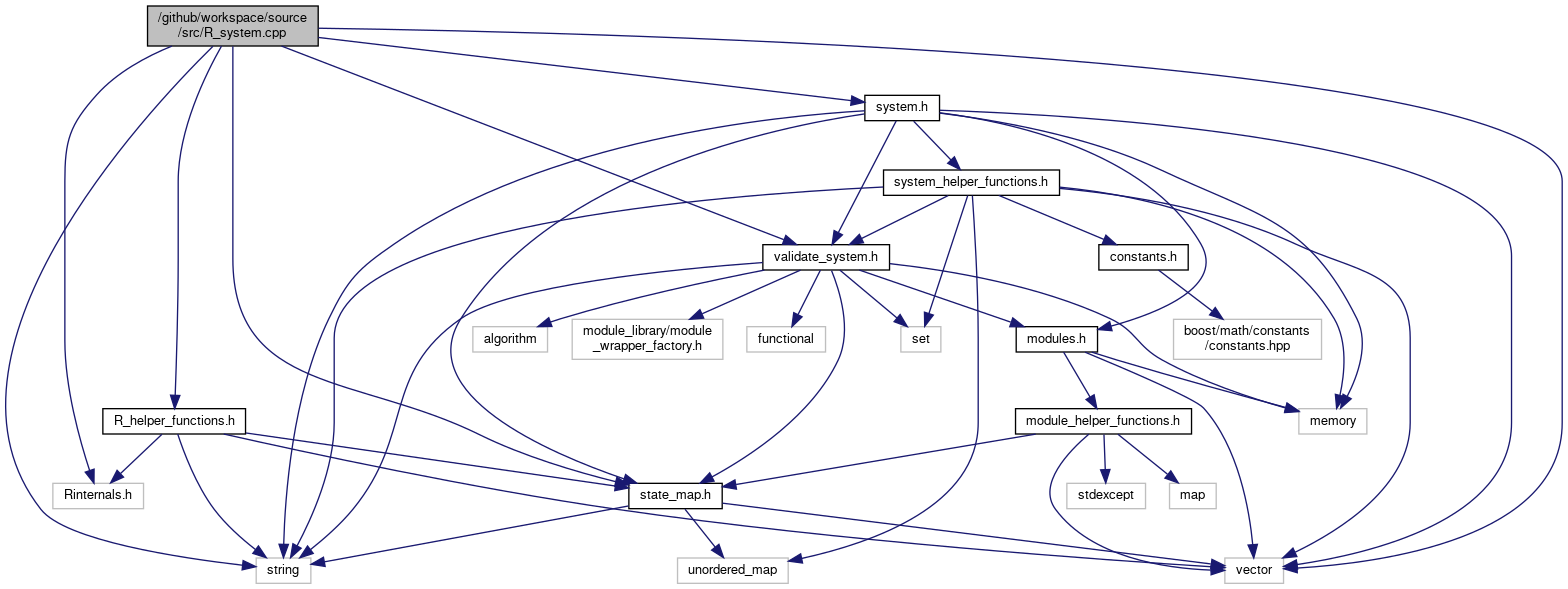 /github/workspace/source
/src/R_system.cpp
system.h
system_helper_functions.h
validate_system.h
constants.h
algorithm
module_library/module
_wrapper_factory.h
functional
set
modules.h
boost/math/constants
/constants.hpp
R_helper_functions.h
module_helper_functions.h
memory
Rinternals.h
state_map.h
stdexcept
map
string
unordered_map
vector